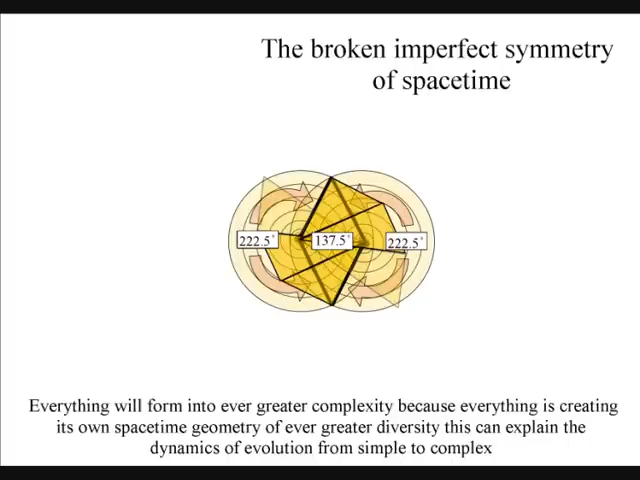 The broken imperfect symmetry
of spacetime
222.5°
137.5°
222.5°
Everything will form into ever greater complexity because everything is creating
its own spacetime geometry of ever greater diversity this can explain the
dynamics of evolution from simple to complex